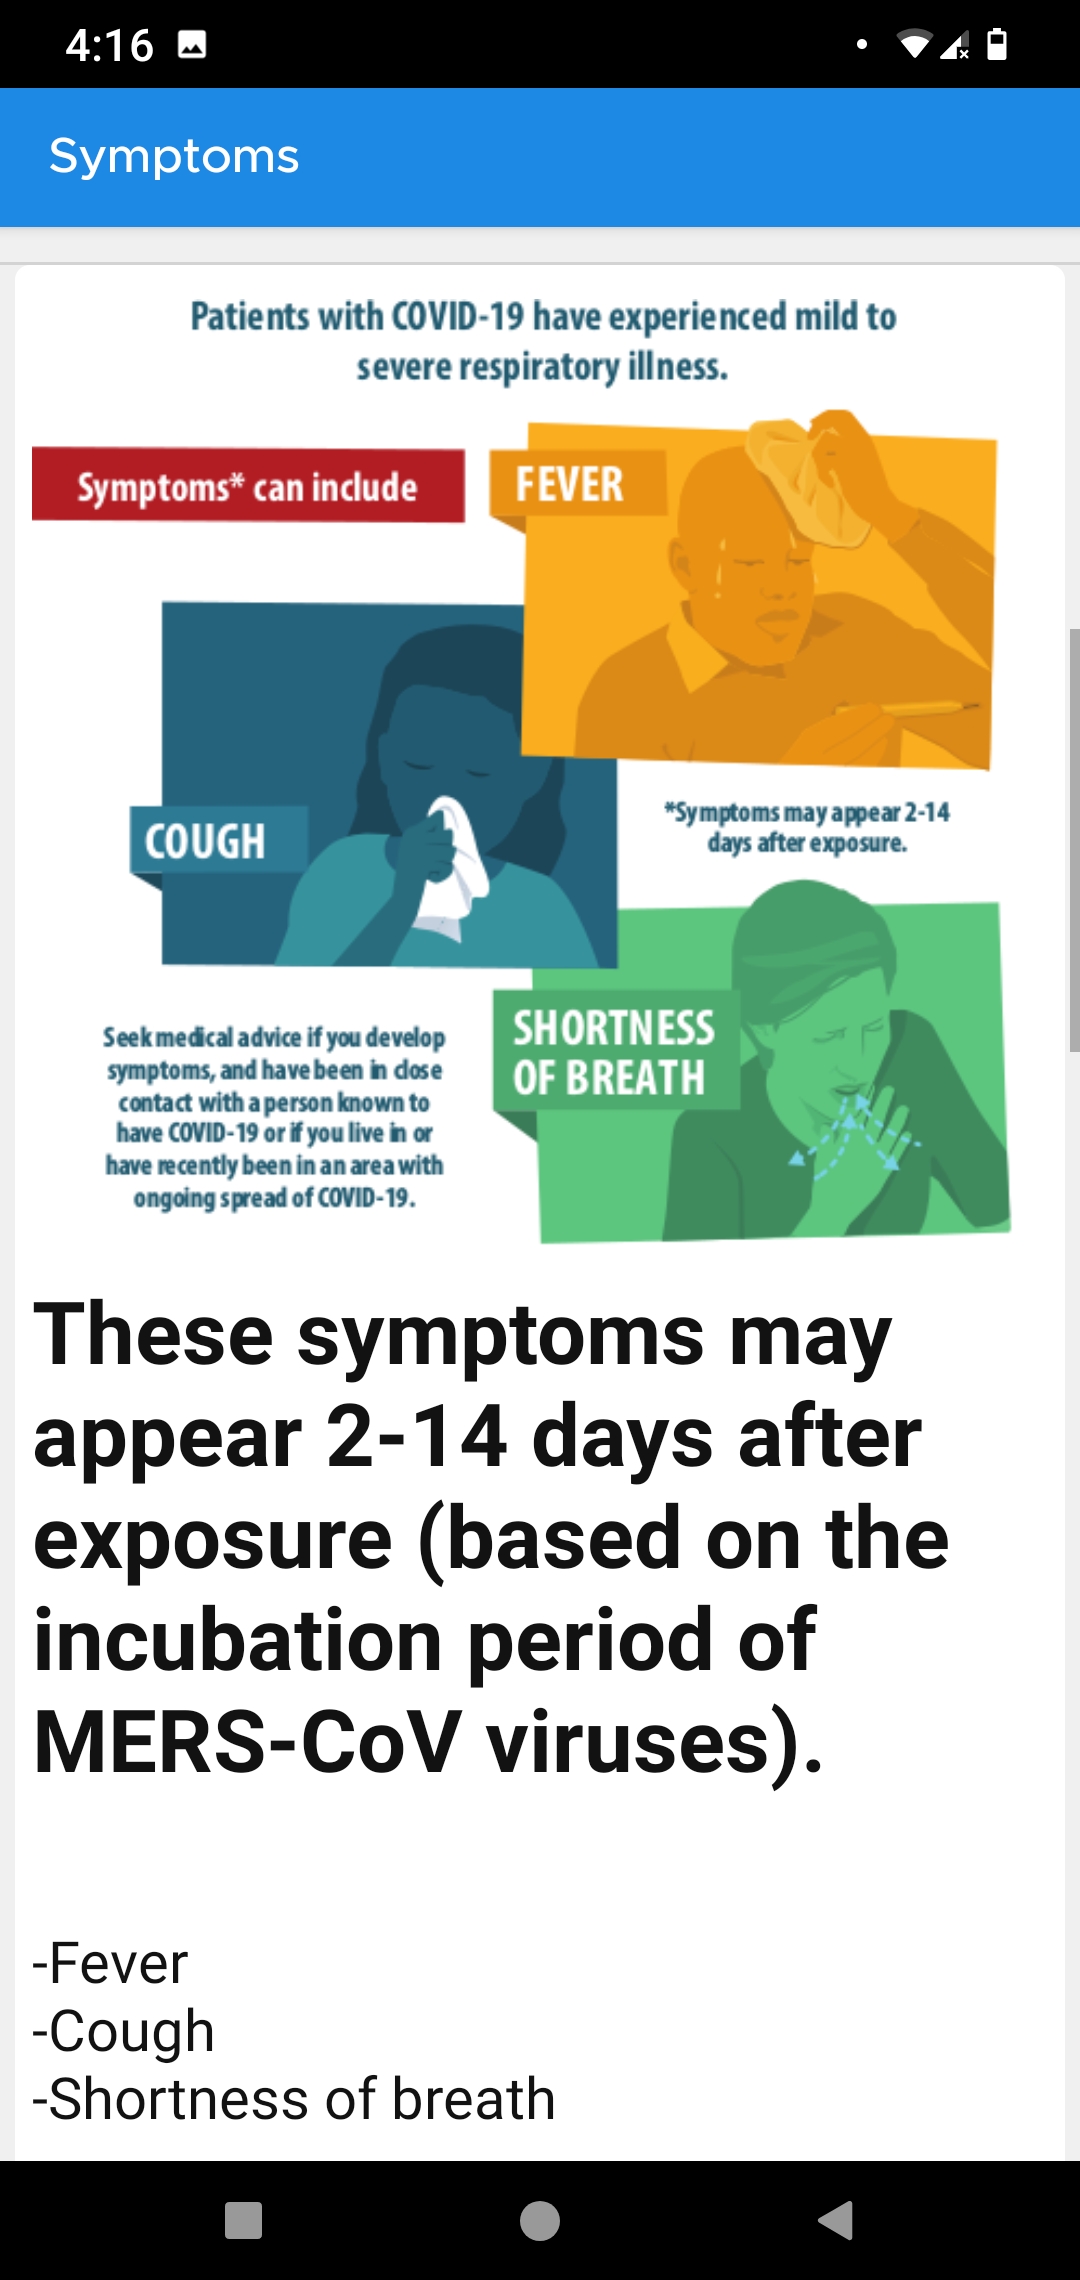 4:16
Symptoms
Patients with COVID-19 have experienced mild to
severe respiratory illness.
Symptoms* can include
FEVER
COUGH
*Symptoms may appear 2-14
days after exposure.
SHORTNESS
OF BREATH
Seek medical advice if you develop
symptoms, and have been in close
contact with a person known to
have COVID-19 or if you live in or
have recently been in an area with
ongoing spread of COVID-19.
These symptoms may
appear 2-14 days after
exposure (based on the
incubation period of
MERS-CoV viruses).
-Fever
-Cough
-Shortness of breath